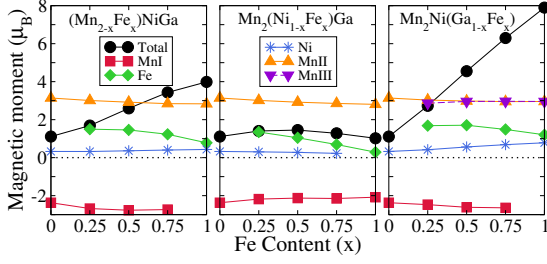 (Mn2-xFex)NiGa
Mn2(Ni1-xFex)Ga
Mn2Ni(Ga1-xFex)
Magnetic moment (μB)
8
6
4
2
0
-2
Total
MnI
Fe
Ni
MnII
MnIII
0 0.25 0.5 0.75 1
0 0.25 0.5 0.75 1
0 0.25 0.5 0.75 1
Fe Content (x)